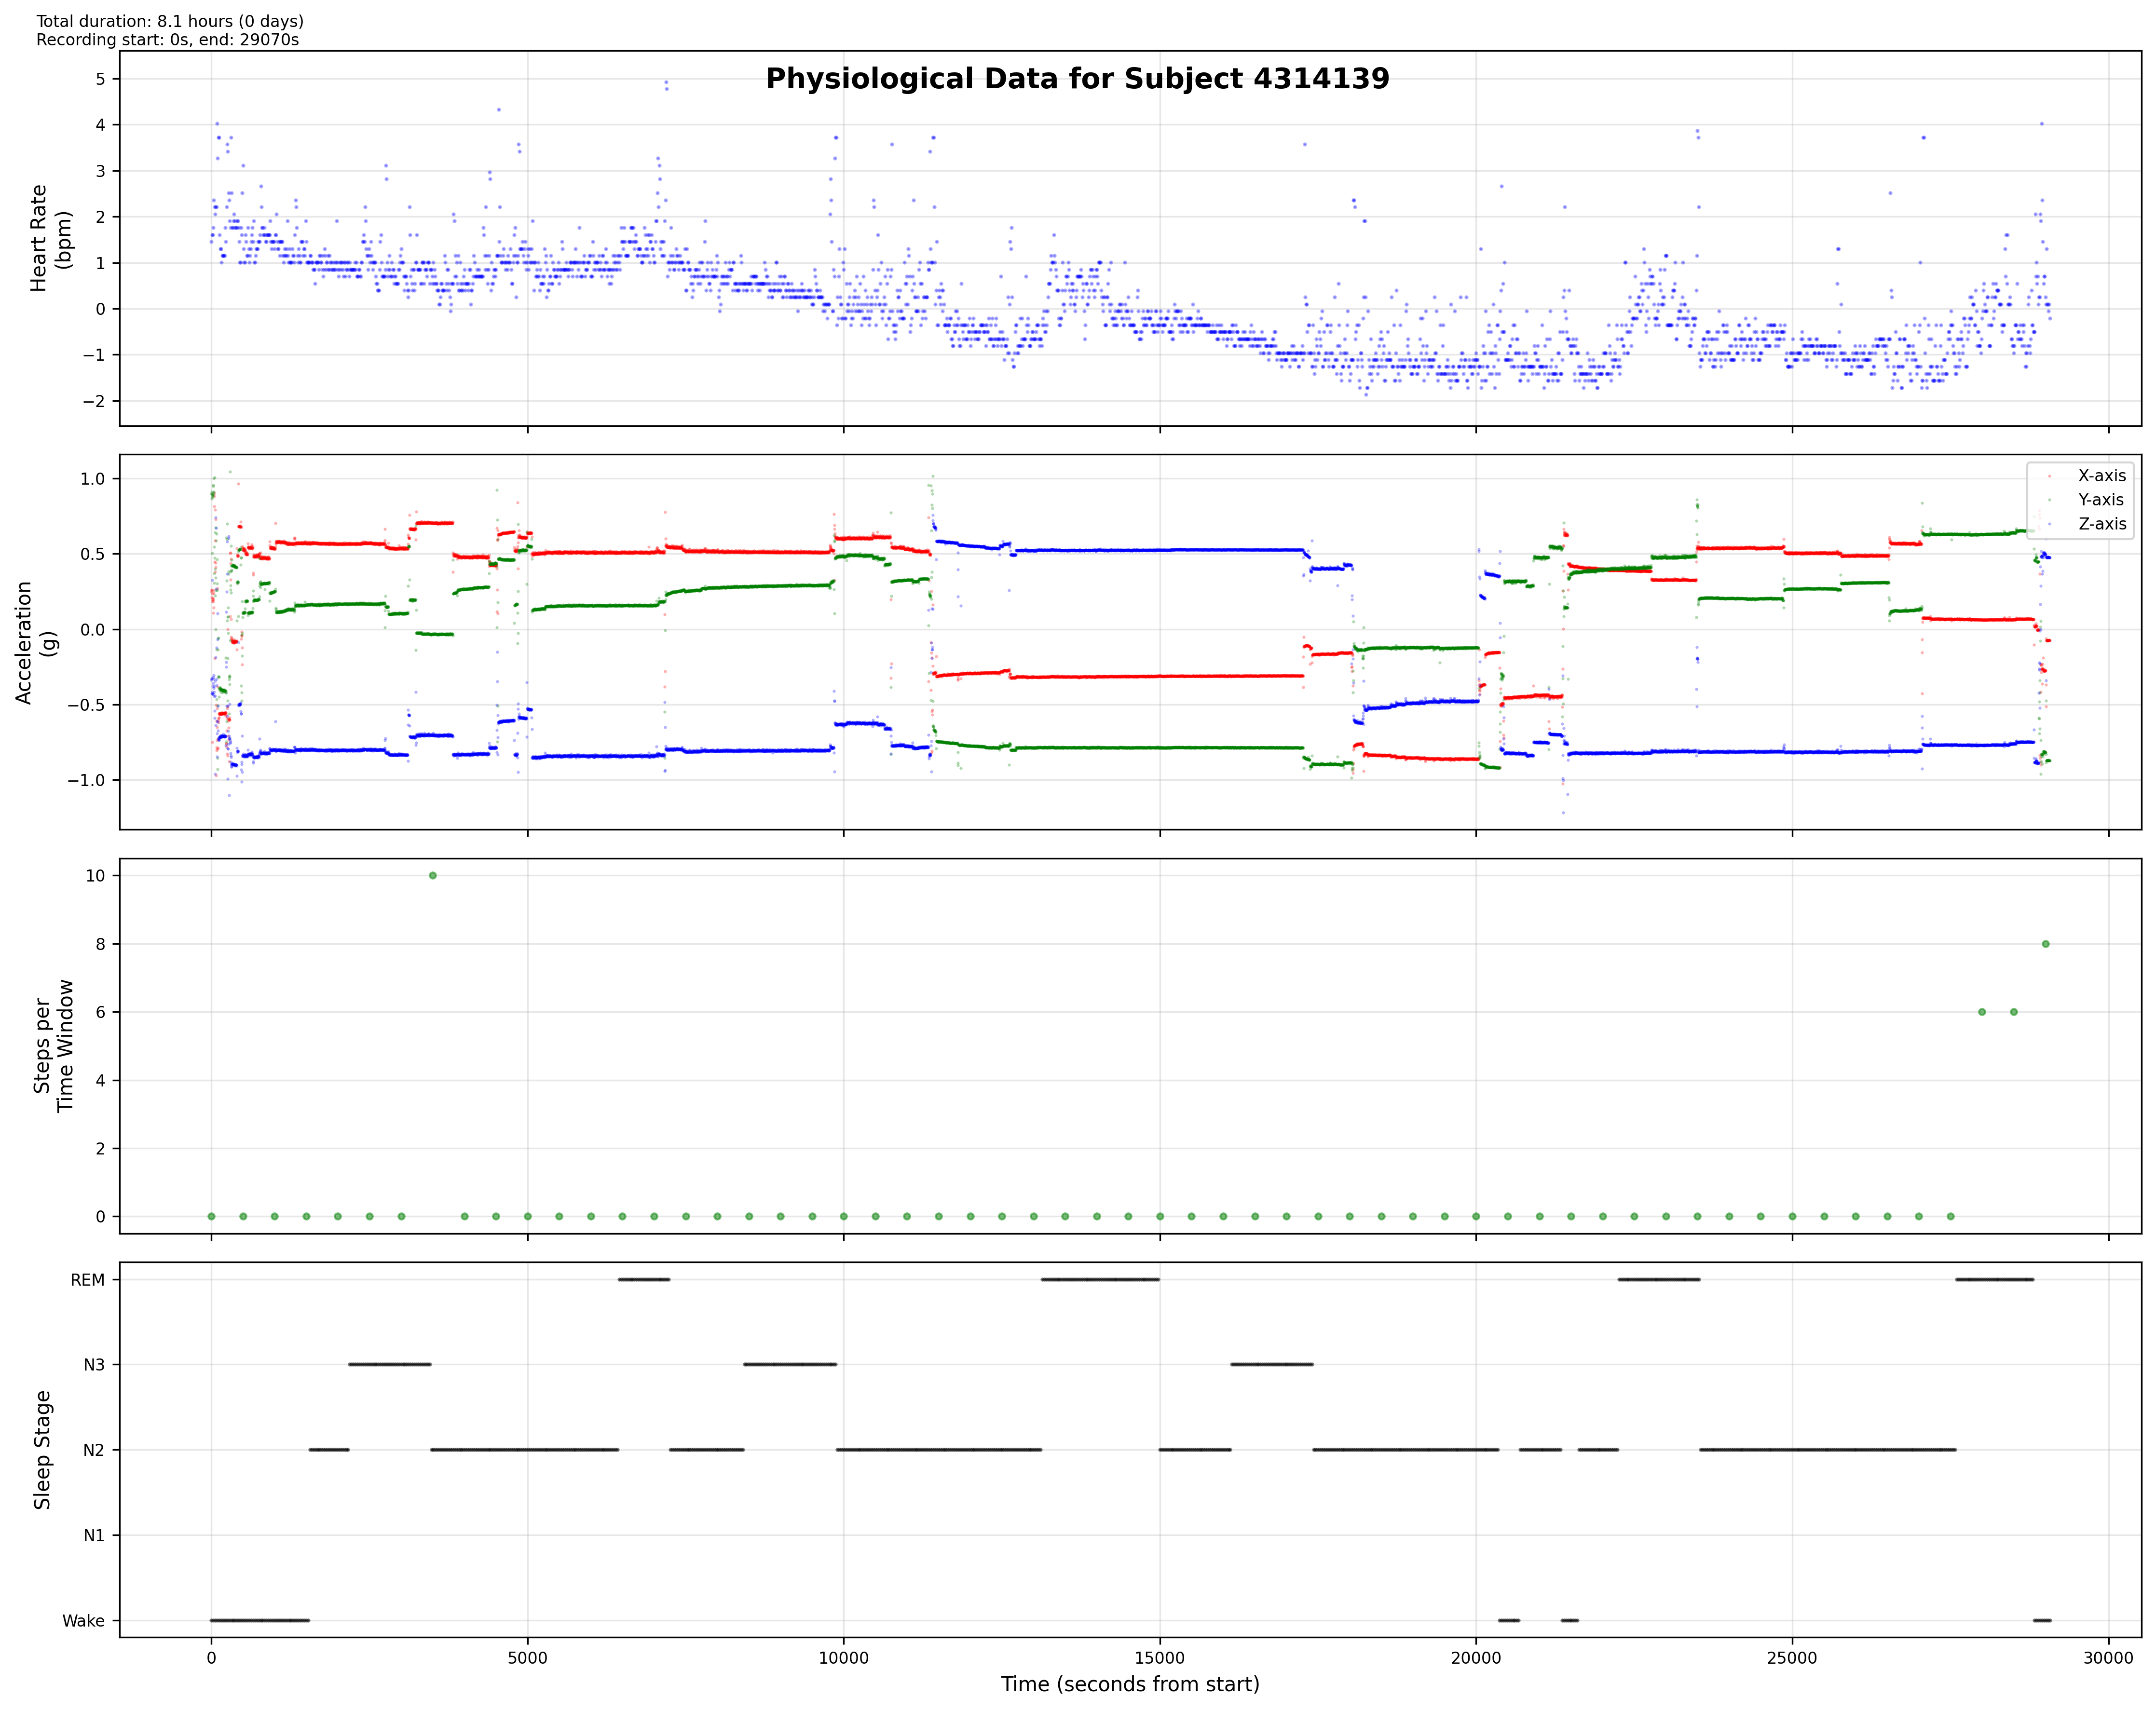 Total duration: 8.1 hours (0 days)
Recording start: 0s, end: 29070s
Physiological Data for Subject 4314139
Heart Rate
(bpm)
5
4
3
2
1
0
−1
−2
Acceleration
(g)
1.0
0.5
0.0
−0.5
−1.0
X-axis
Y-axis
Z-axis
Steps per
Time Window
10
8
6
4
2
0
Sleep Stage
REM
N3
N2
N1
Wake
0 5000 10000 15000 20000 25000 30000
Time (seconds from start)